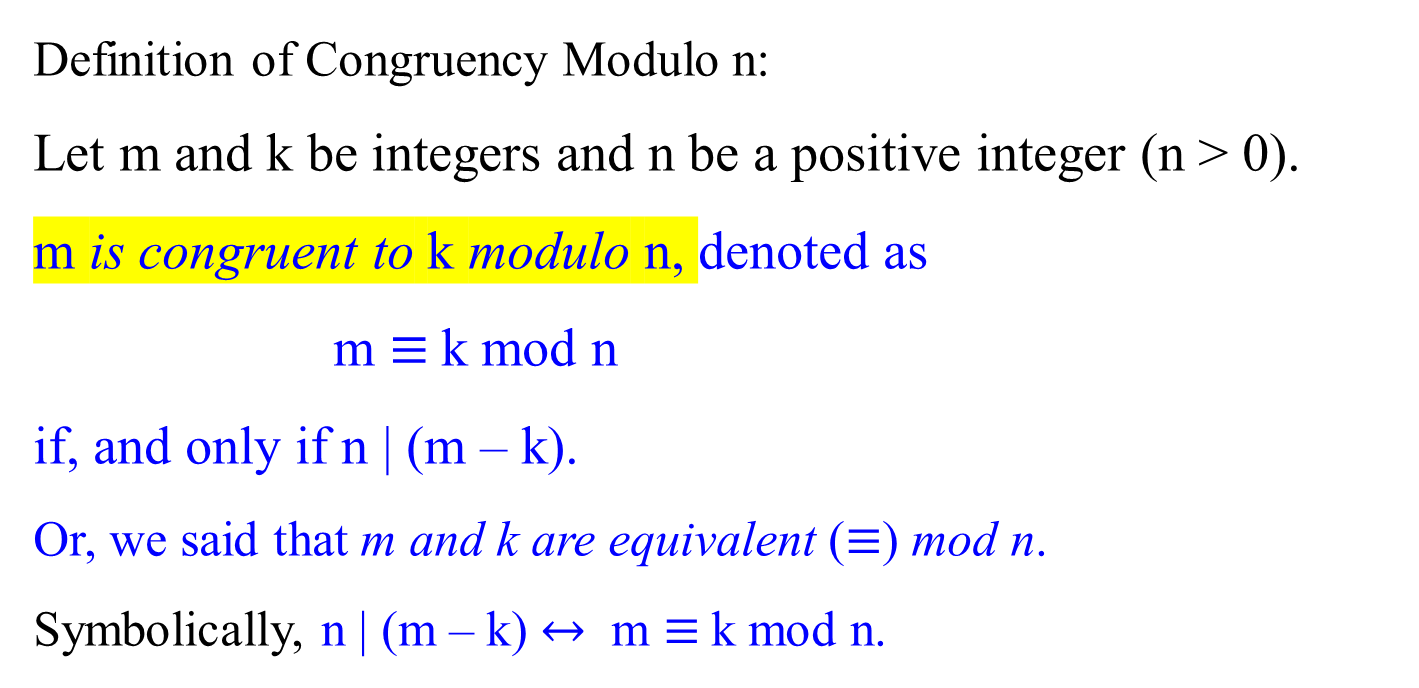 Definition of Congruency Modulo n:
Let m and k be integers and n be a positive integer (n > 0).
m is congruent to k modulo n, denoted as
m ≡ k mod n
if, and only if n | (m – k).
Or, we said that m and k are equivalent (≡) mod n.
Symbolically, n | (m – k) ↔ m ≡ k mod n.